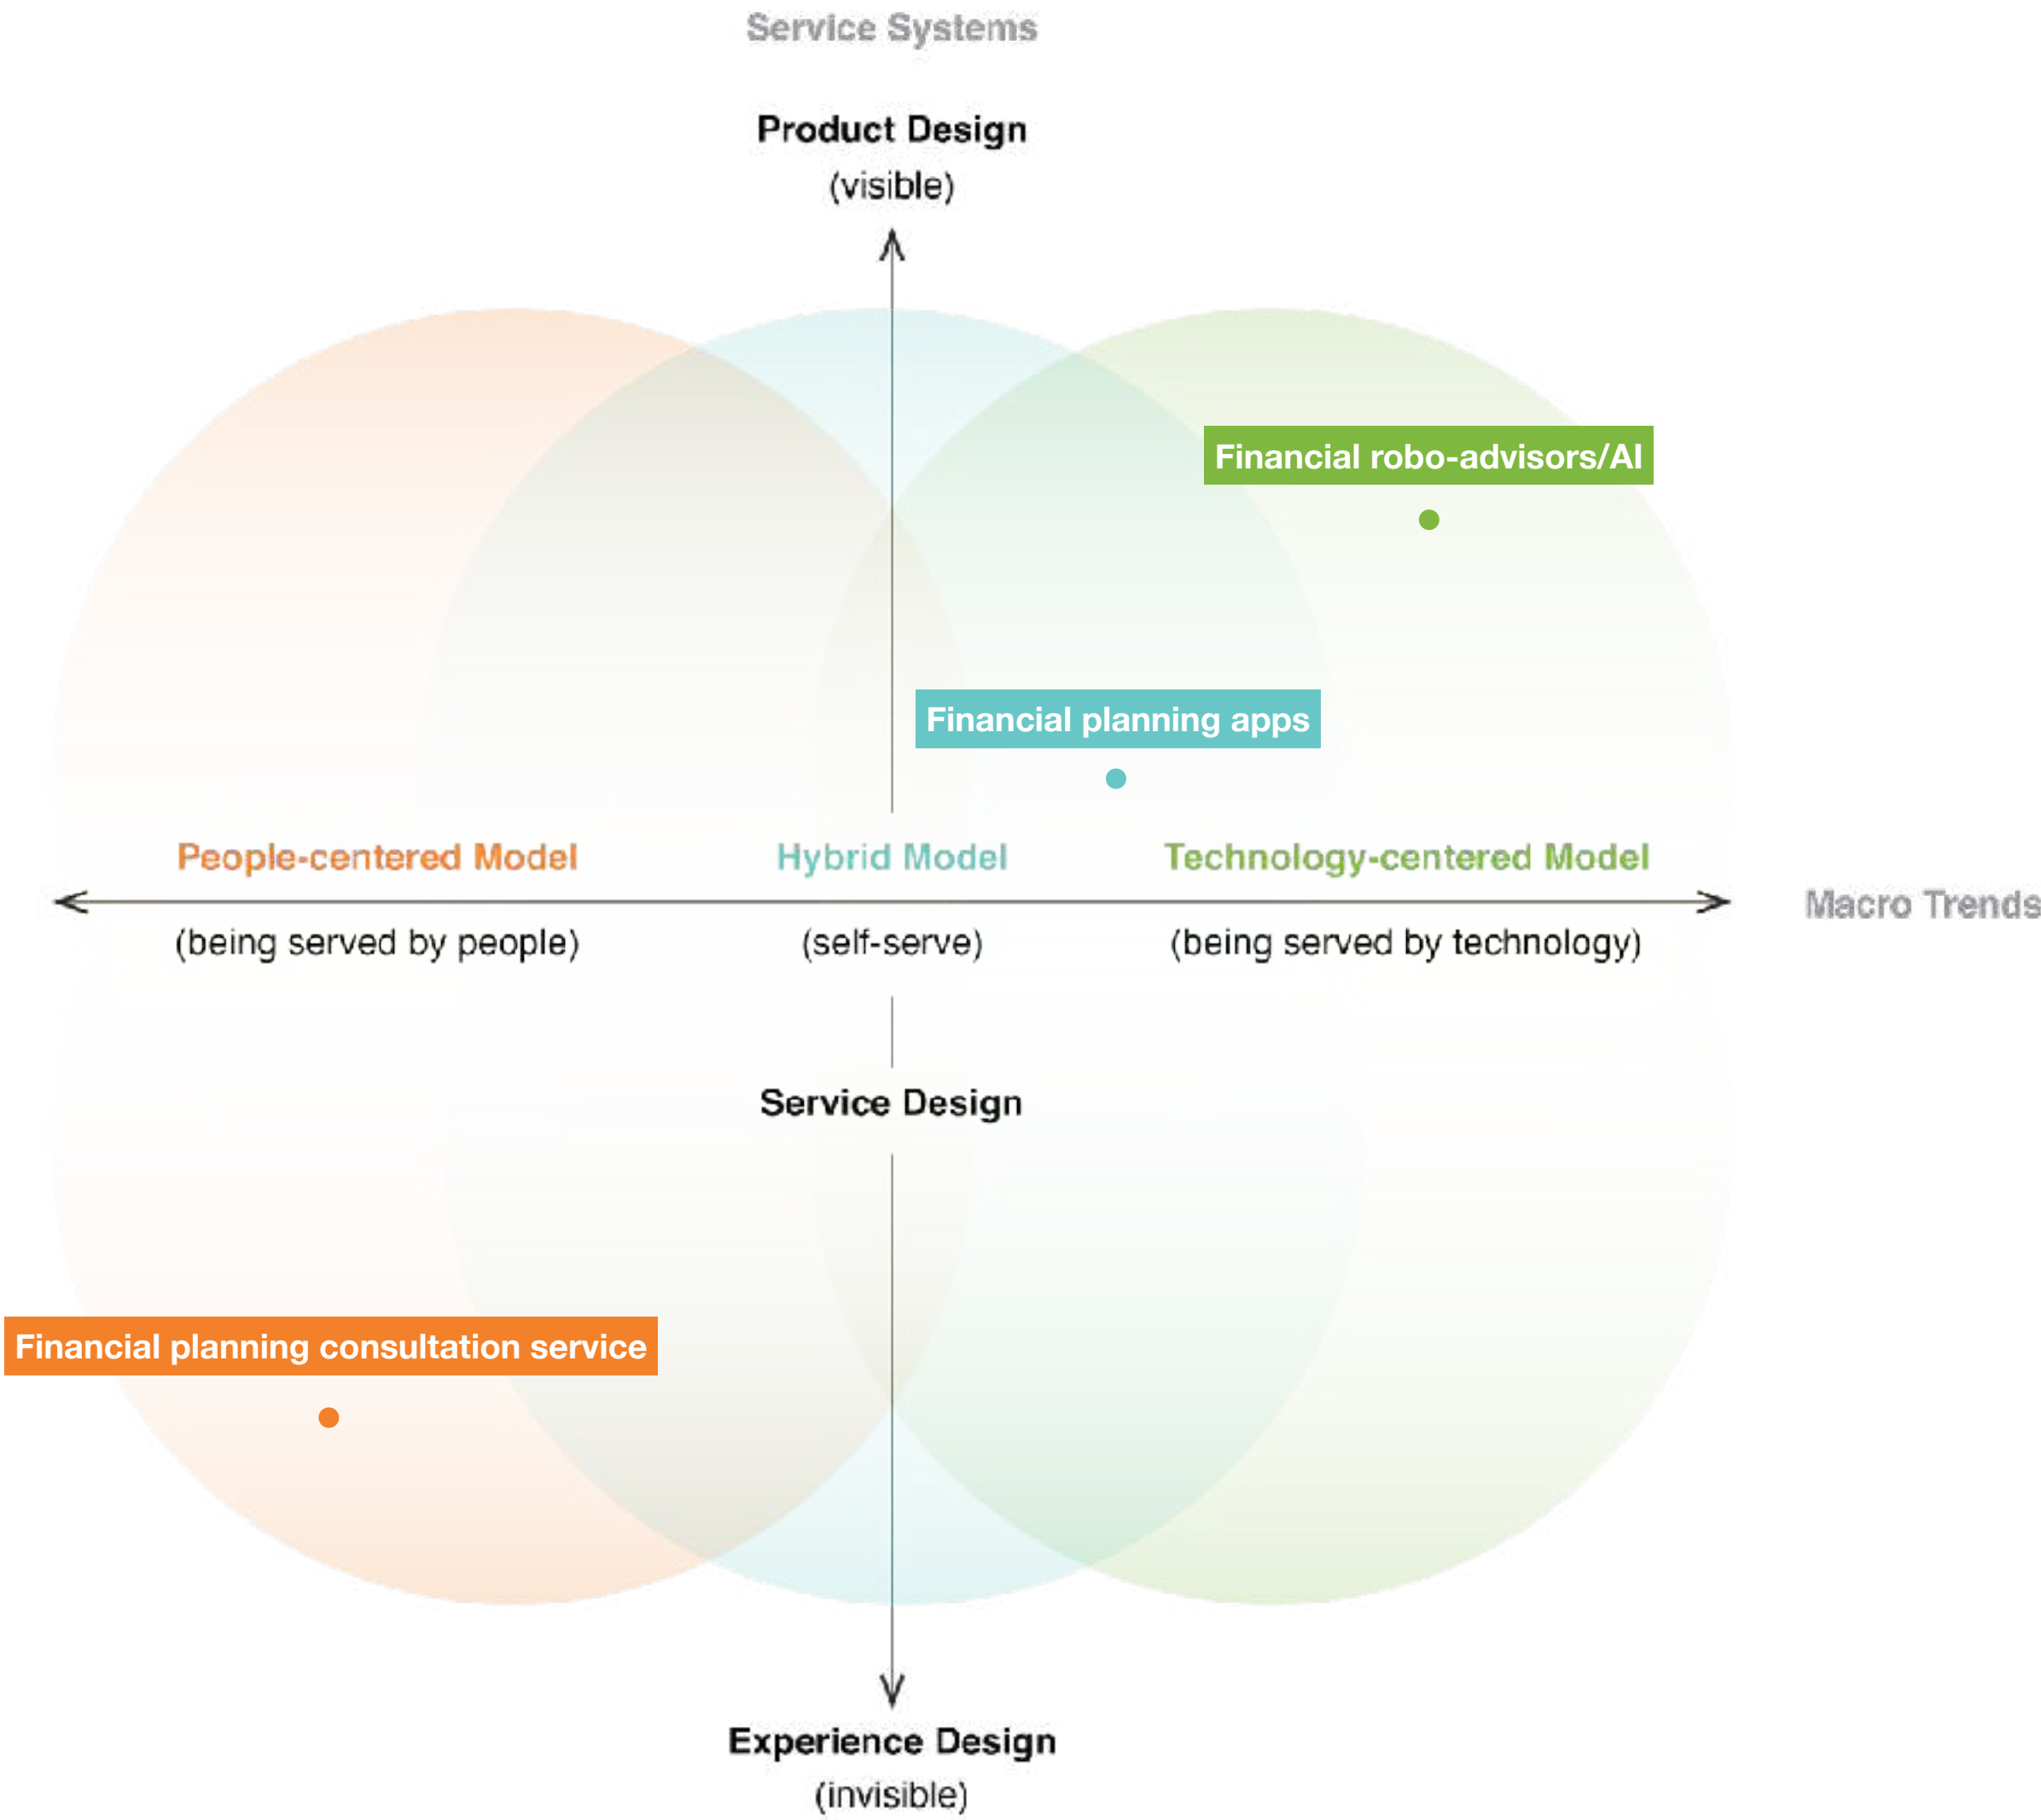 Service Systems
Product Design
(visible)
Financial robo-advisors/AI
Financial planning apps
People-centered Model
Hybrid Model
Technology-centered Model
Macro Trends
(being served by people)
(self-serve)
(being served by technology)
Service Design
Financial planning consultation service
Experience Design
(invisible)